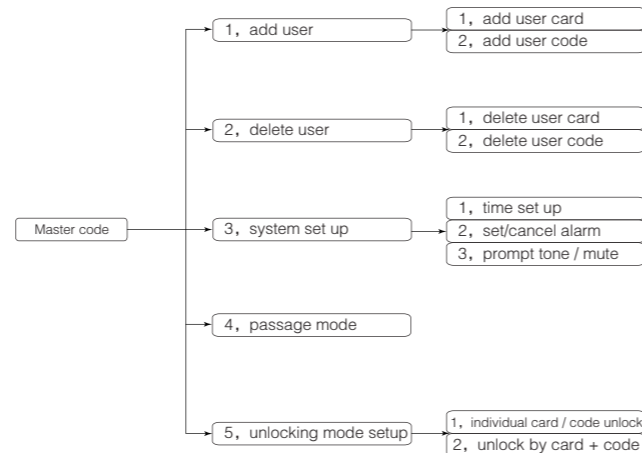 Master code
1, add user
1, add user card
2, add user code
2, delete user
1, delete user card
2, delete user code
3, system set up
1, time set up
2, set/cancel alarm
3, prompt tone / mute
4, passage mode
5, unlocking mode setup
1, individual card / code unlock
2, unlock by card + code